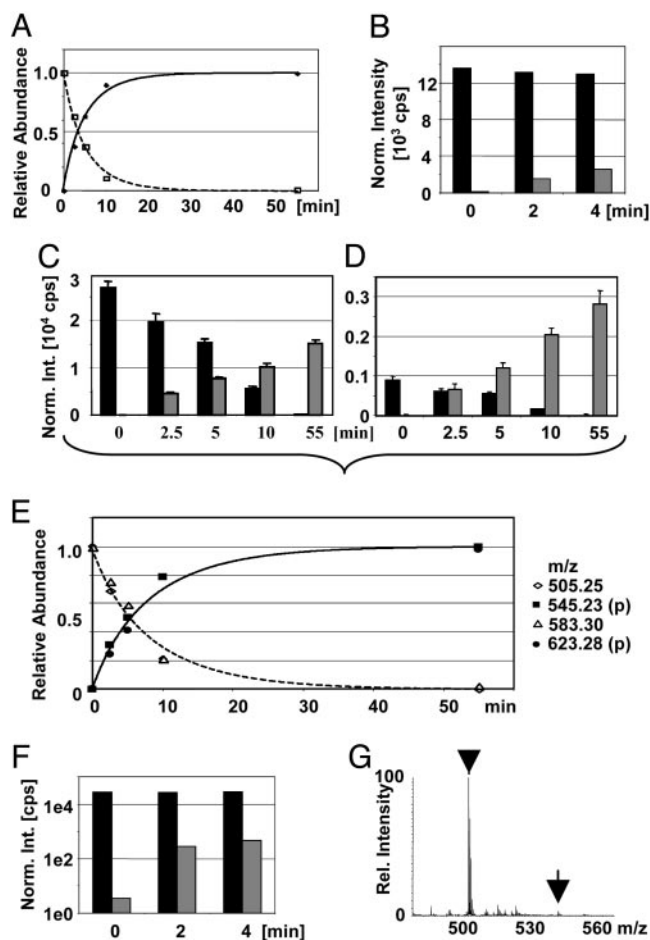 A
Relative Abundance
1.0
0.5
0
0 10 20 30 40 50 [min]
B
Norm. Intensity
[10³ cps]
12
8
4
0
0 2 4 [min]
C
Norm. Int. [10⁴ cps]
3
2
1
0
0 2.5 5 10 55 [min]
D
0.3
0.2
0.1
0
0 2.5 5 10 55
E
Relative Abundance
1.0
0.5
0
0 10 20 30 40 50 min
m/z
505.25
545.23 (p)
583.30
623.28 (p)
F
Norm. Int. [cps]
1e4
1e2
1e0
0 2 4 [min]
G
Rel. Intensity
100
0
500 530 560 m/z